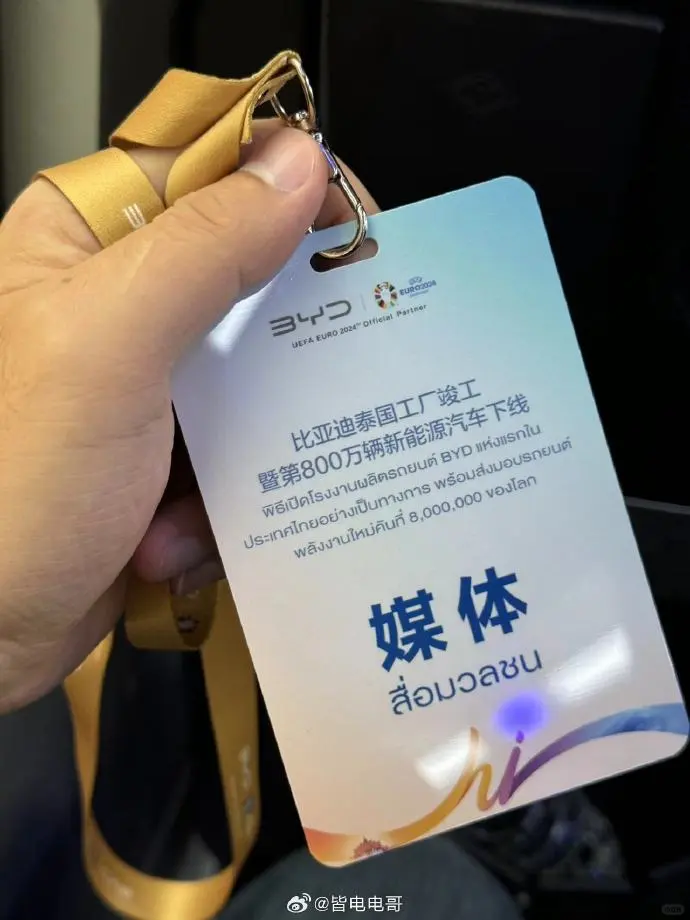 BYD
EURO2024
UEFA EURO 2024™ Official Partner
比亚迪泰国工厂竣工
暨第800万辆新能源汽车下线
พิธีเปิดโรงงานผลิตรถยนต์ BYD แห่งแรกใน
ประเทศไทยอย่างเป็นทางการ พร้อมส่งมอบรถยนต์
พลังงานใหม่คันที่ 8,000,000 ของโลก
媒体
สื่อมวลชน
hi
@皆电电哥